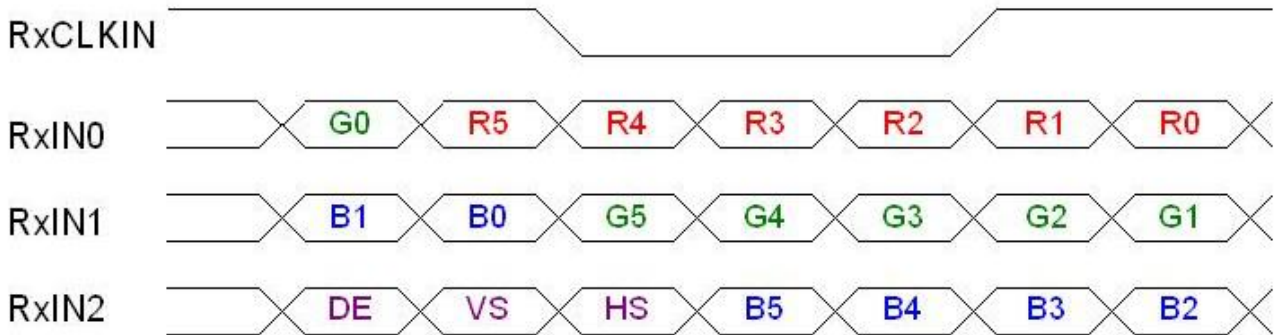 RxCLKIN
RxIN0 G0 R5 R4 R3 R2 R1 R0
RxIN1 B1 B0 G5 G4 G3 G2 G1
RxIN2 DE VS HS B5 B4 B3 B2